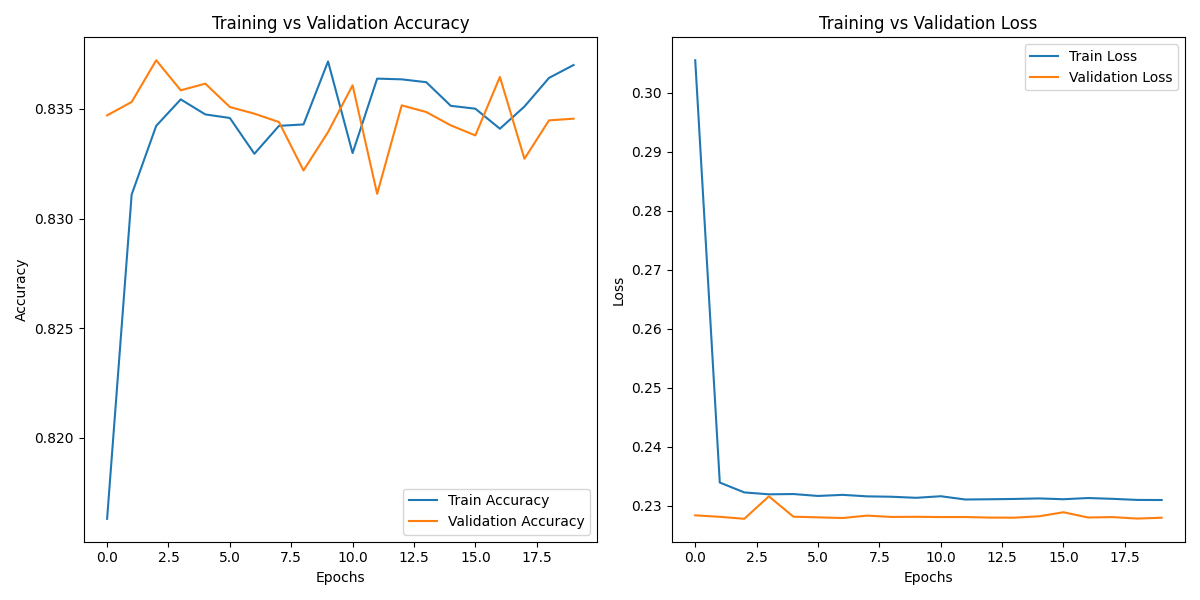 Training vs Validation Accuracy
0.835
0.830
0.825
0.820
Accuracy
0.0 2.5 5.0 7.5 10.0 12.5 15.0 17.5
Epochs
Train Accuracy
Validation Accuracy
Training vs Validation Loss
0.30
0.29
0.28
0.27
0.26
0.25
0.24
0.23
Loss
0.0 2.5 5.0 7.5 10.0 12.5 15.0 17.5
Epochs
Train Loss
Validation Loss